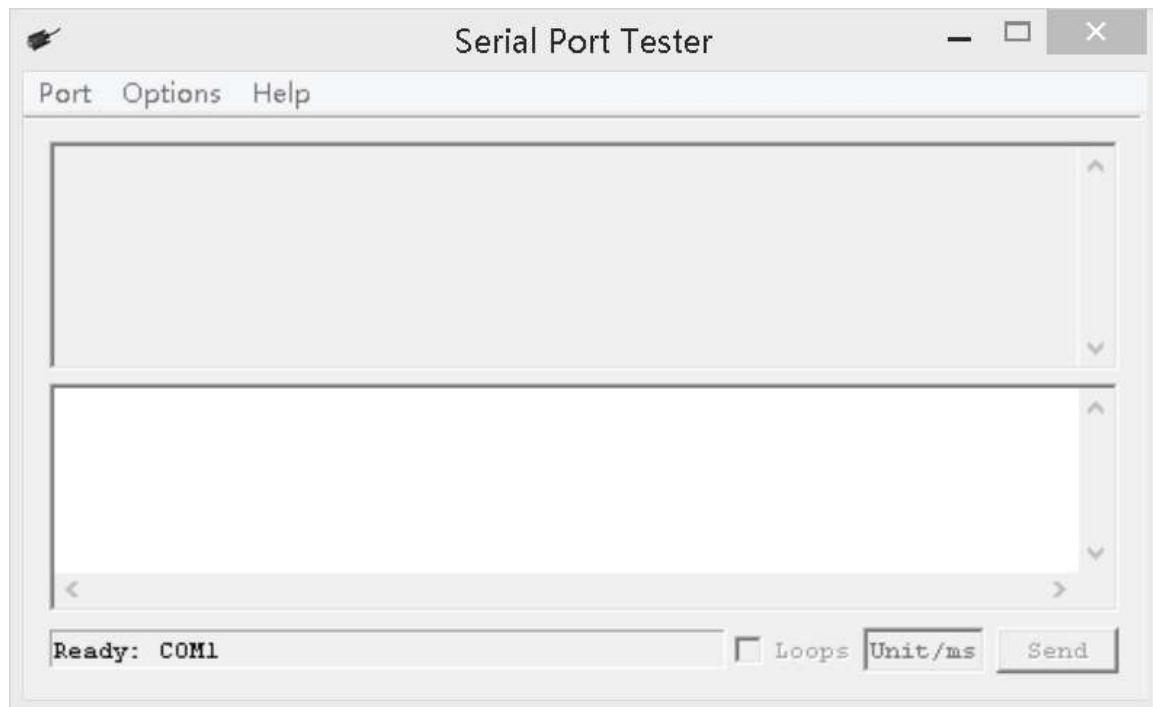 Serial Port Tester
Port Options Help
Ready: COM1
Loops Unit/ms Send